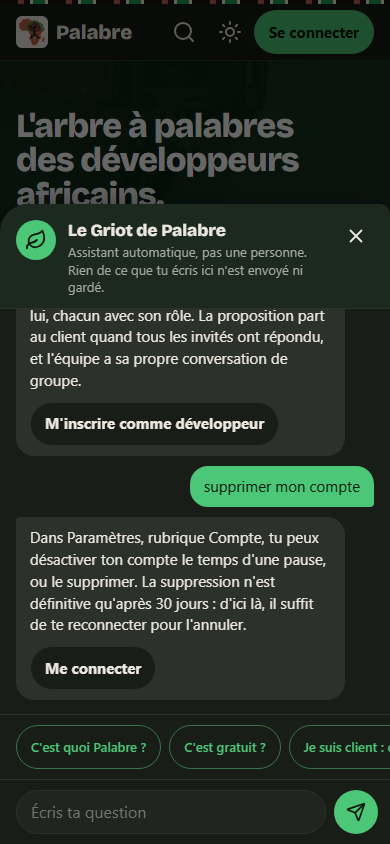 Palabre
Se connecter
L'arbre à palabres
des développeurs
africains.
Le Griot de Palabre
Assistant automatique, pas une personne.
Rien de ce que tu écris ici n'est envoyé ni
gardé.
lui, chacun avec son rôle. La proposition part
au client quand tous les invités ont répondu,
et l'équipe a sa propre conversation de
groupe.
M'inscrire comme développeur
supprimer mon compte
Dans Paramètres, rubrique Compte, tu peux
désactiver ton compte le temps d'une pause,
ou le supprimer. La suppression n'est
définitive qu'après 30 jours : d'ici là, il suffit
de te reconnecter pour l'annuler.
Me connecter
C'est quoi Palabre ?
C'est gratuit ?
Je suis client :
Écris ta question